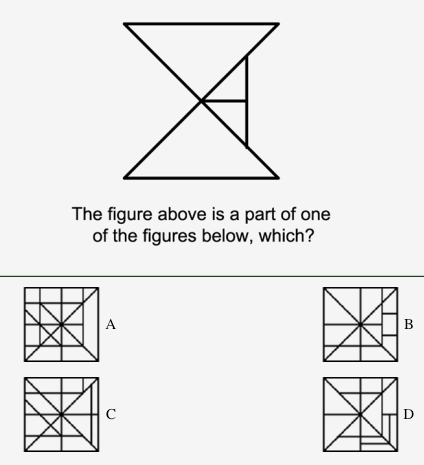 The figure above is a part of one
of the figures below, which?
A
B
C
D